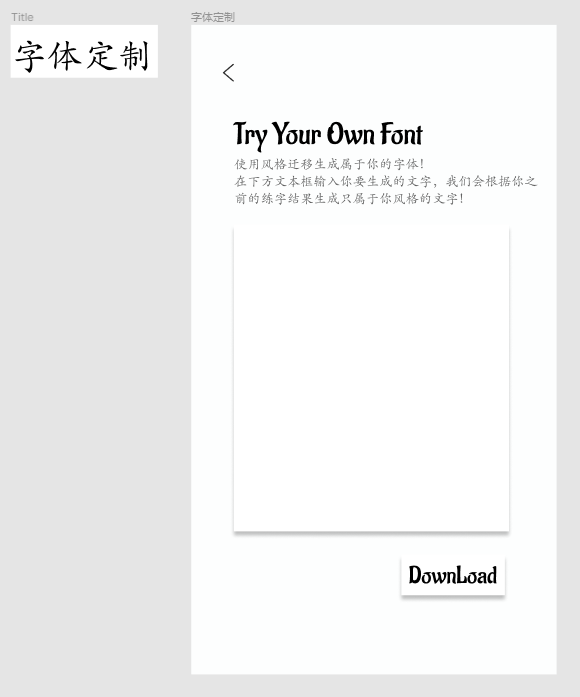 Title
字体定制
字体定制
Try Your Own Font
使用风格迁移生成属于你的字体！
在下方文本框输入你要生成的文字，我们会根据你之
前的练字结果生成只属于你风格的文字！
DownLoad